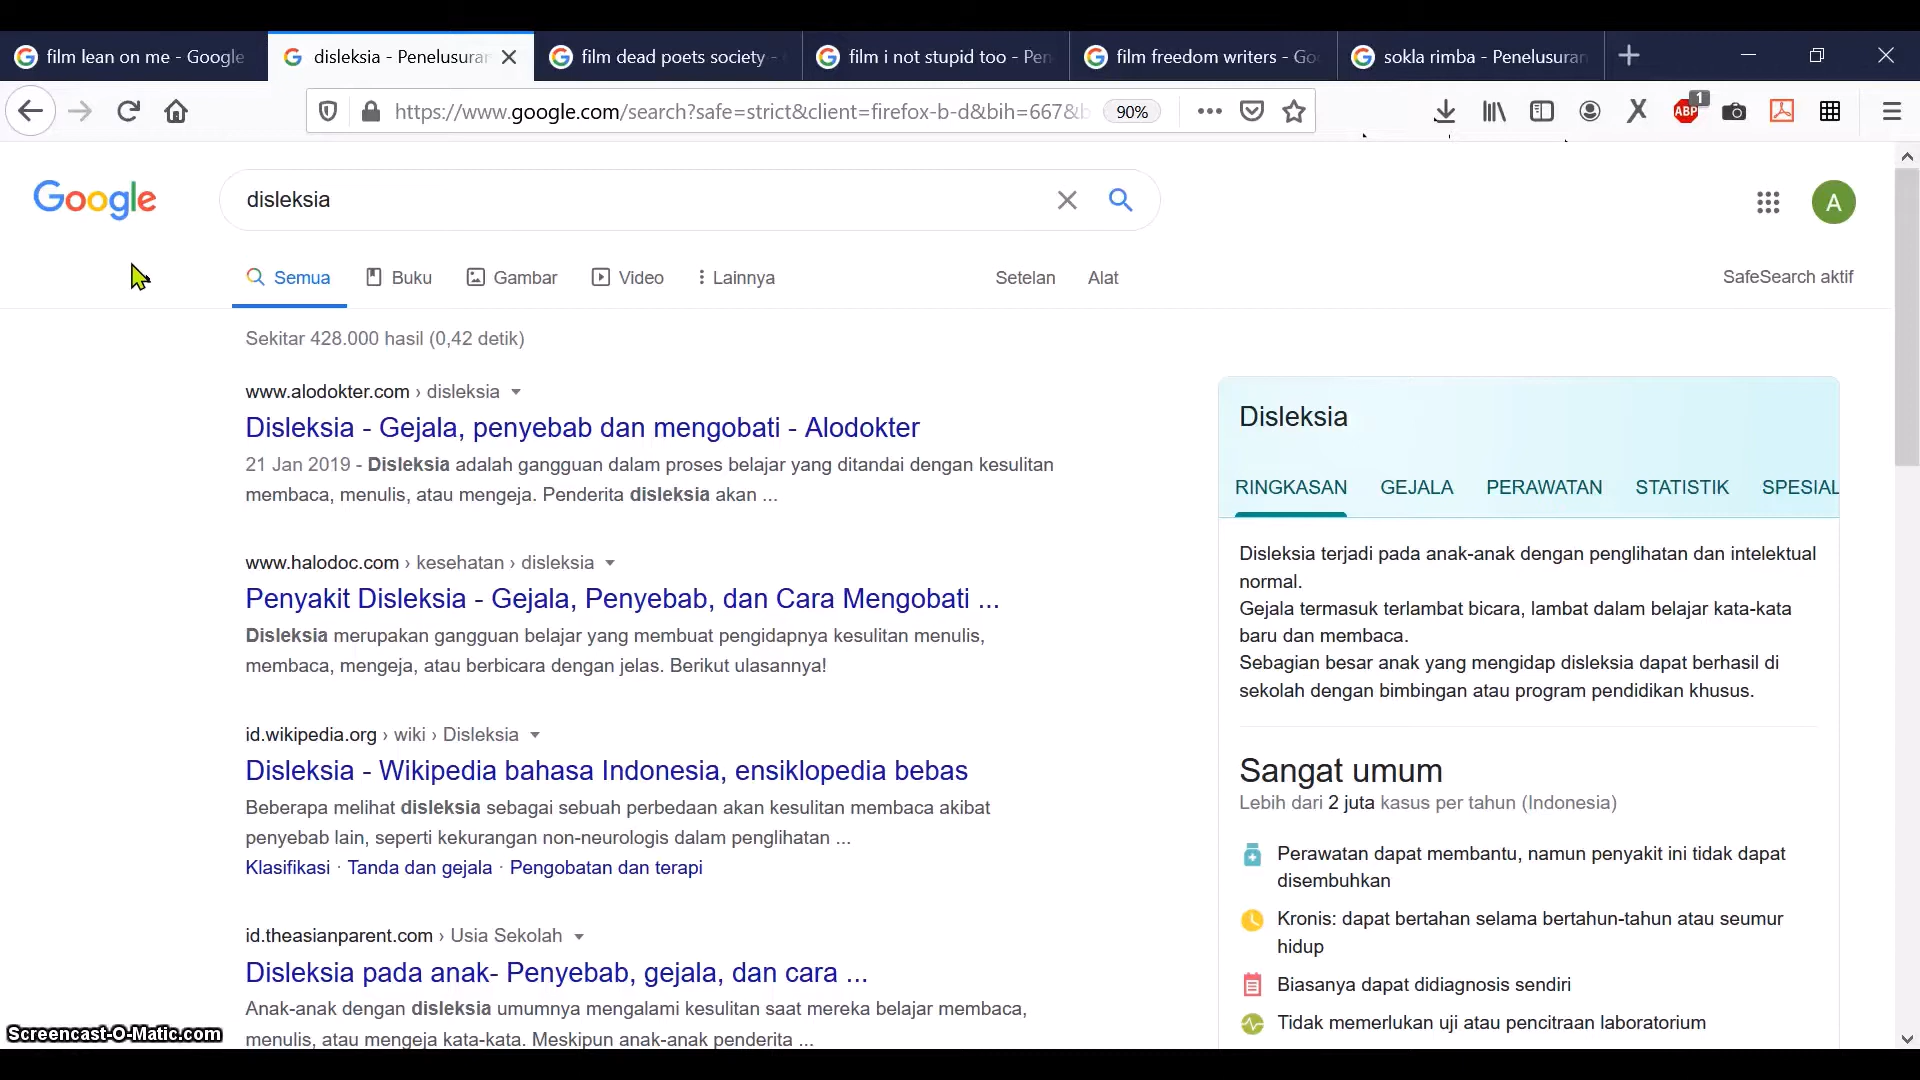 film lean on me - Google
disleksia - Penelusuran
film dead poets society -
film i not stupid too - Pen
film freedom writers - Go
sokla rimba - Penelusuran
https://www.google.com/search?safe=strict&client=firefox-b-d&bih=667&b
90%
ABP
1
Google
disleksia
A
Semua
Buku
Gambar
Video
Lainnya
Setelan
Alat
SafeSearch aktif
Sekitar 428.000 hasil (0,42 detik)
www.alodokter.com › disleksia
Disleksia - Gejala, penyebab dan mengobati - Alodokter
21 Jan 2019 - Disleksia adalah gangguan dalam proses belajar yang ditandai dengan kesulitan
membaca, menulis, atau mengeja. Penderita disleksia akan ...
www.halodoc.com › kesehatan › disleksia
Penyakit Disleksia - Gejala, Penyebab, dan Cara Mengobati ...
Disleksia merupakan gangguan belajar yang membuat pengidapnya kesulitan menulis,
membaca, mengeja, atau berbicara dengan jelas. Berikut ulasannya!
id.wikipedia.org › wiki › Disleksia
Disleksia - Wikipedia bahasa Indonesia, ensiklopedia bebas
Beberapa melihat disleksia sebagai sebuah perbedaan akan kesulitan membaca akibat
penyebab lain, seperti kekurangan non-neurologis dalam penglihatan ...
Klasifikasi · Tanda dan gejala · Pengobatan dan terapi
id.theasianparent.com › Usia Sekolah
Disleksia pada anak- Penyebab, gejala, dan cara ...
Anak-anak dengan disleksia umumnya mengalami kesulitan saat mereka belajar membaca,
menulis, atau mengeja kata-kata. Meskipun anak-anak penderita ...
Disleksia
RINGKASAN
GEJALA
PERAWATAN
STATISTIK
SPESIAL
Disleksia terjadi pada anak-anak dengan penglihatan dan intelektual
normal.
Gejala termasuk terlambat bicara, lambat dalam belajar kata-kata
baru dan membaca.
Sebagian besar anak yang mengidap disleksia dapat berhasil di
sekolah dengan bimbingan atau program pendidikan khusus.
Sangat umum
Lebih dari 2 juta kasus per tahun (Indonesia)
Perawatan dapat membantu, namun penyakit ini tidak dapat
disembuhkan
Kronis: dapat bertahan selama bertahun-tahun atau seumur
hidup
Biasanya dapat didiagnosis sendiri
Tidak memerlukan uji atau pencitraan laboratorium
Screencast-O-Matic.com